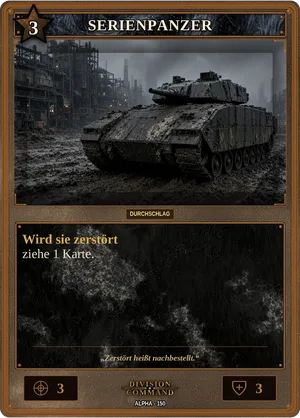 3
SERIENPANZER
DURCHSCHLAG
Wird sie zerstört
ziehe 1 Karte.
„Zerstört heißt nachbestellt.“
3
DIVISION
COMMAND
3
ALPHA · 150